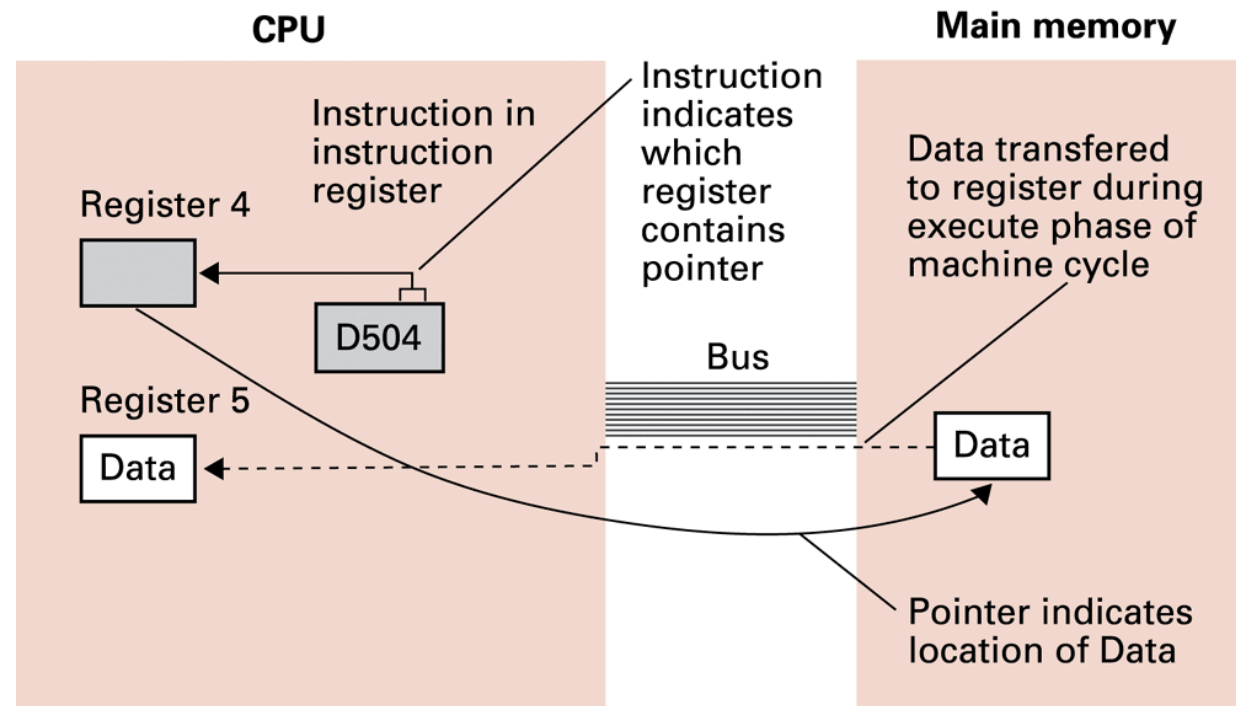 CPU
Main memory
Instruction in
instruction
register
Instruction
indicates
which
register
contains
pointer
Data transfered
to register during
execute phase of
machine cycle
Register 4
D504
Bus
Register 5
Data
Data
Pointer indicates
location of Data